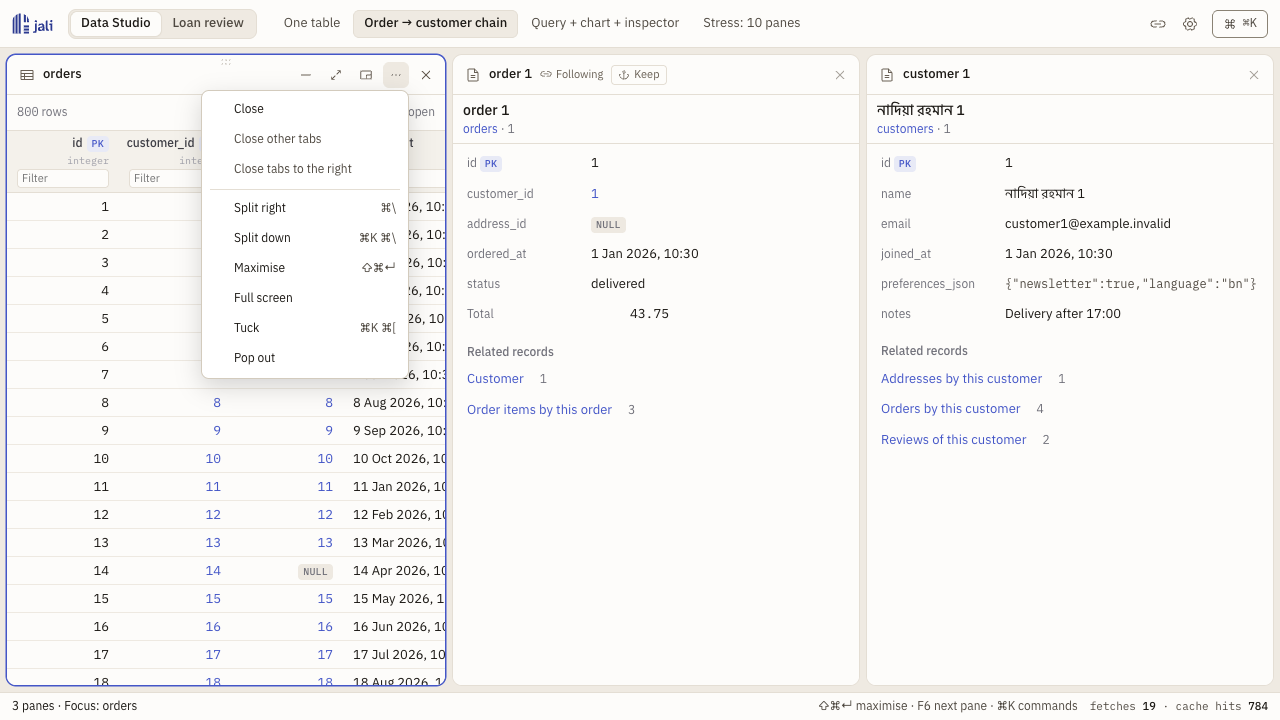 jali
Data Studio
Loan review
One table
Order → customer chain
Query + chart + inspector
Stress: 10 panes
⌘ ⌘K
orders
800 rows
open
id PK
integer
customer_id
Filter
Filter
Close
Close other tabs
Close tabs to the right
Split right ⌘\
Split down ⌘K ⌘\
Maximise ⇧⌘↵
Full screen
Tuck ⌘K ⌘[
Pop out
1
2
3
4
5
6
7
8 8 8 8 Aug 2026, 10:
9 9 9 9 Sep 2026, 10:
10 10 10 10 Oct 2026, 10
11 11 11 11 Jan 2026, 10
12 12 12 12 Feb 2026, 10
13 13 13 13 Mar 2026, 10
14 14 NULL 14 Apr 2026, 10
15 15 15 15 May 2026, 1
16 16 16 16 Jun 2026, 10
17 17 17 17 Jul 2026, 10
18 18 18 18 Aug 2026, 1
order 1 Following Keep
order 1
orders · 1
id PK 1
customer_id 1
address_id NULL
ordered_at 1 Jan 2026, 10:30
status delivered
Total 43.75
Related records
Customer 1
Order items by this order 3
customer 1
নাদিয়া রহমান 1
customers · 1
id PK 1
name নাদিয়া রহমান 1
email customer1@example.invalid
joined_at 1 Jan 2026, 10:30
preferences_json {"newsletter":true,"language":"bn"}
notes Delivery after 17:00
Related records
Addresses by this customer 1
Orders by this customer 4
Reviews of this customer 2
3 panes · Focus: orders
⇧⌘↵ maximise · F6 next pane · ⌘K commands
fetches 19 · cache hits 784